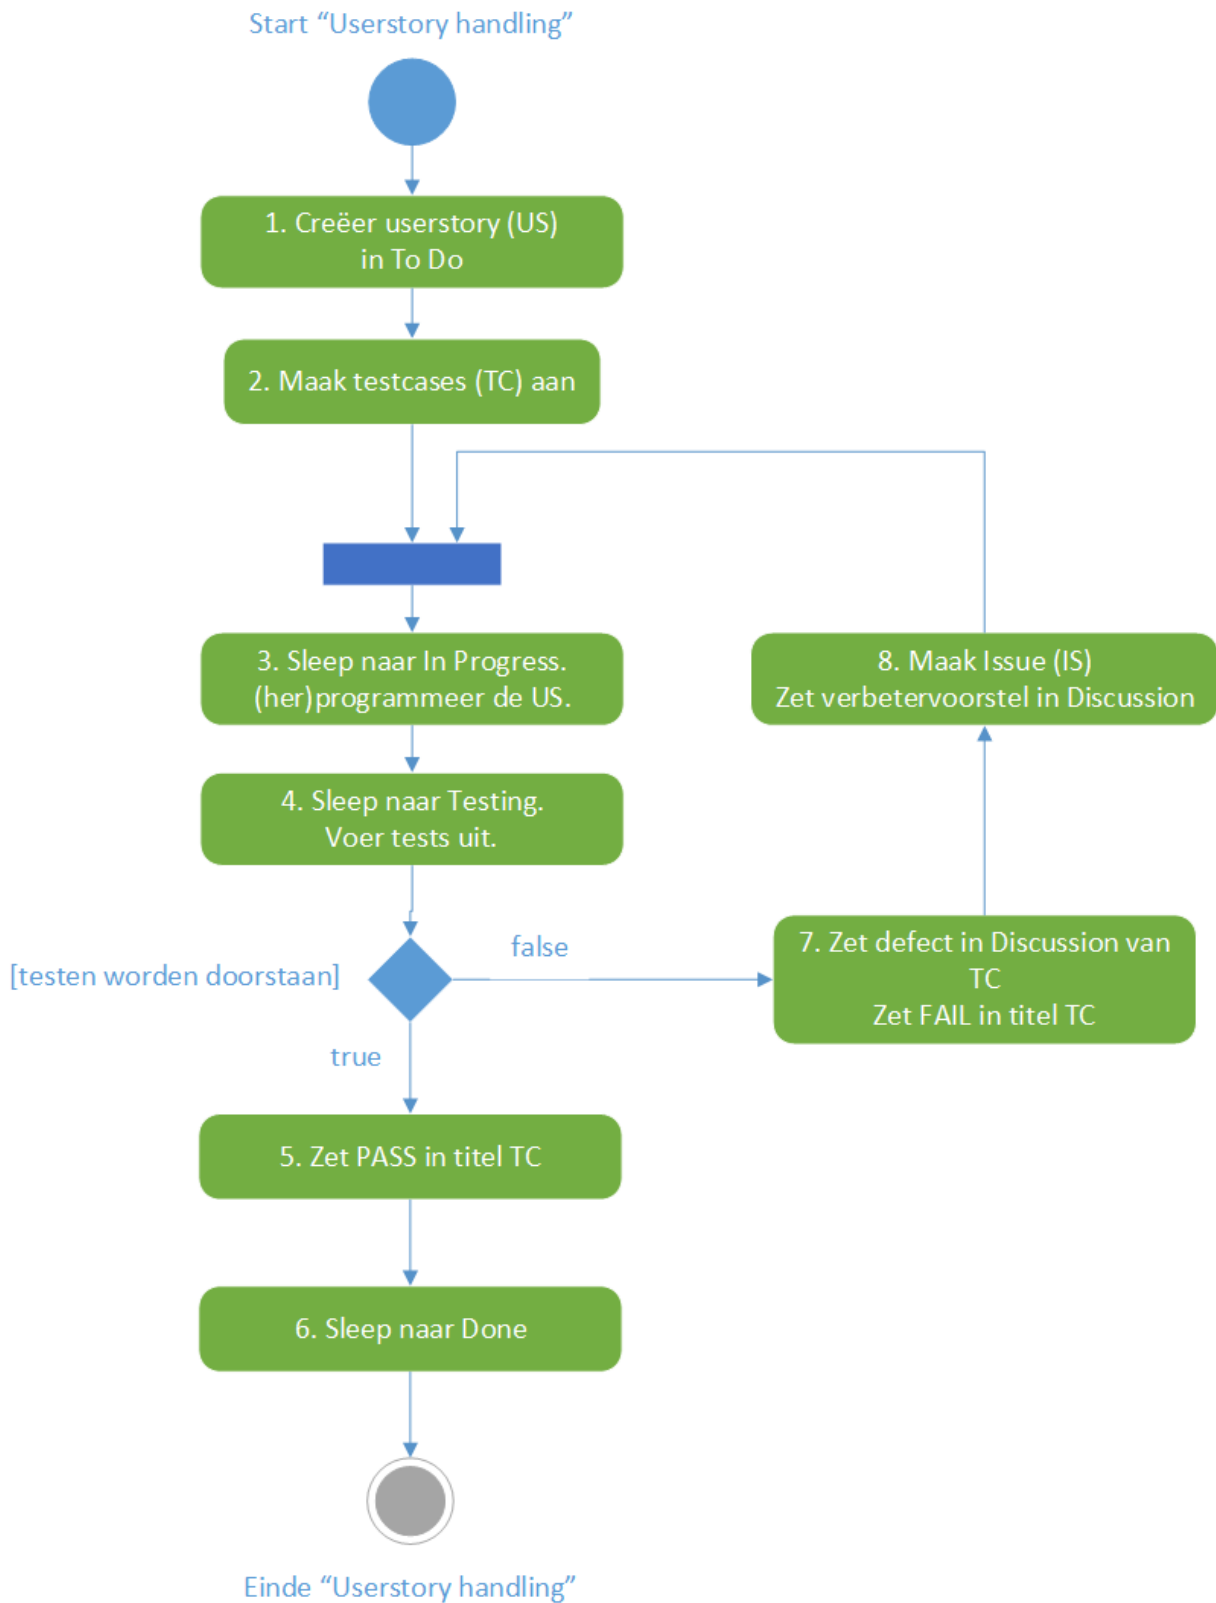 Start “Userstory handling”
1. Creëer userstory (US)
in To Do
2. Maak testcases (TC) aan
3. Sleep naar In Progress.
(her)programmeer de US.
8. Maak Issue (IS)
Zet verbetervoorstel in Discussion
4. Sleep naar Testing.
Voer tests uit.
[testen worden doorstaan]
false
7. Zet defect in Discussion van
TC
Zet FAIL in titel TC
true
5. Zet PASS in titel TC
6. Sleep naar Done
Einde “Userstory handling”